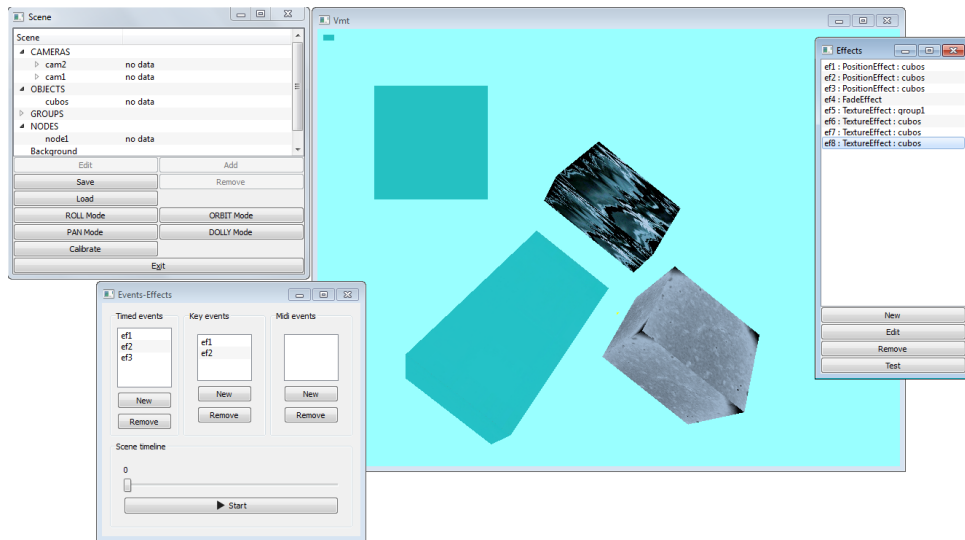 Scene
Scene
CAMERAS
cam2 no data
cam1 no data
OBJECTS
cubos no data
GROUPS
NODES
node1 no data
Background
Edit Add
Save Remove
Load
ROLL Mode ORBIT Mode
PAN Mode DOLLY Mode
Calibrate
Exit
Vmt
Effects
ef1 : PositionEffect : cubos
ef2 : PositionEffect : cubos
ef3 : PositionEffect : cubos
ef4 : FadeEffect
ef5 : TextureEffect : group1
ef6 : TextureEffect : cubos
ef7 : TextureEffect : cubos
ef8 : TextureEffect : cubos
New
Edit
Remove
Test
Events-Effects
Timed events Key events Midi events
ef1
ef2
ef3
ef1
ef2
New New New
Remove Remove Remove
Scene timeline
0
Start